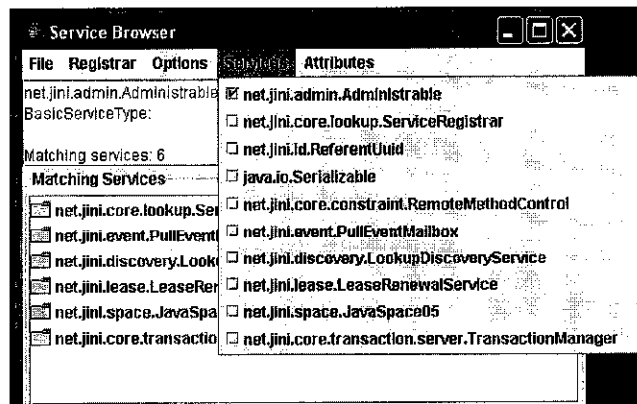 Service Browser
File Registrar Options Services Attributes
net.jini.admin.Administrable
BasicServiceType:
Matching services: 6
Matching Services
net.jini.core.lookup.Ser
net.jini.event.PullEventI
net.jini.discovery.Look
net.jini.lease.LeaseRer
net.jini.space.JavaSpa
net.jini.core.transactio
net.jini.admin.Administrable
net.jini.core.lookup.ServiceRegistrar
net.jini.id.ReferentUuid
java.io.Serializable
net.jini.core.constraint.RemoteMethodControl
net.jini.event.PullEventMailbox
net.jini.discovery.LookupDiscoveryService
net.jini.lease.LeaseRenewalService
net.jini.space.JavaSpace05
net.jini.core.transaction.server.TransactionManager